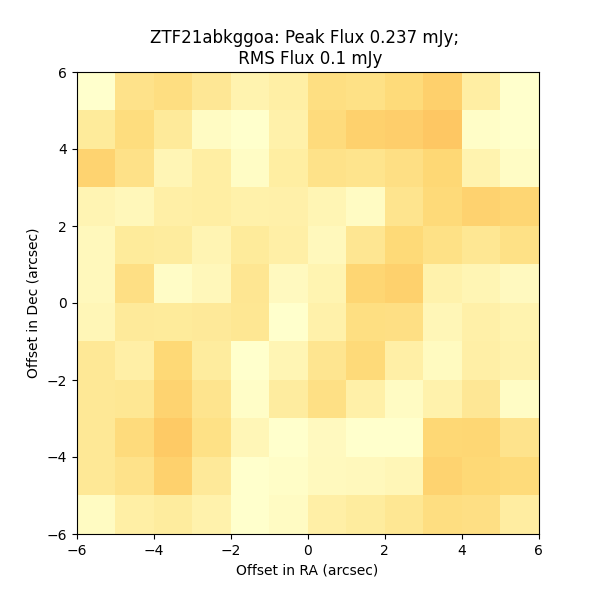 ZTF21abkggoa: Peak Flux 0.237 mJy;
RMS Flux 0.1 mJy
6
4
2
0
−2
−4
−6
Offset in Dec (arcsec)
−6 −4 −2 0 2 4 6
Offset in RA (arcsec)